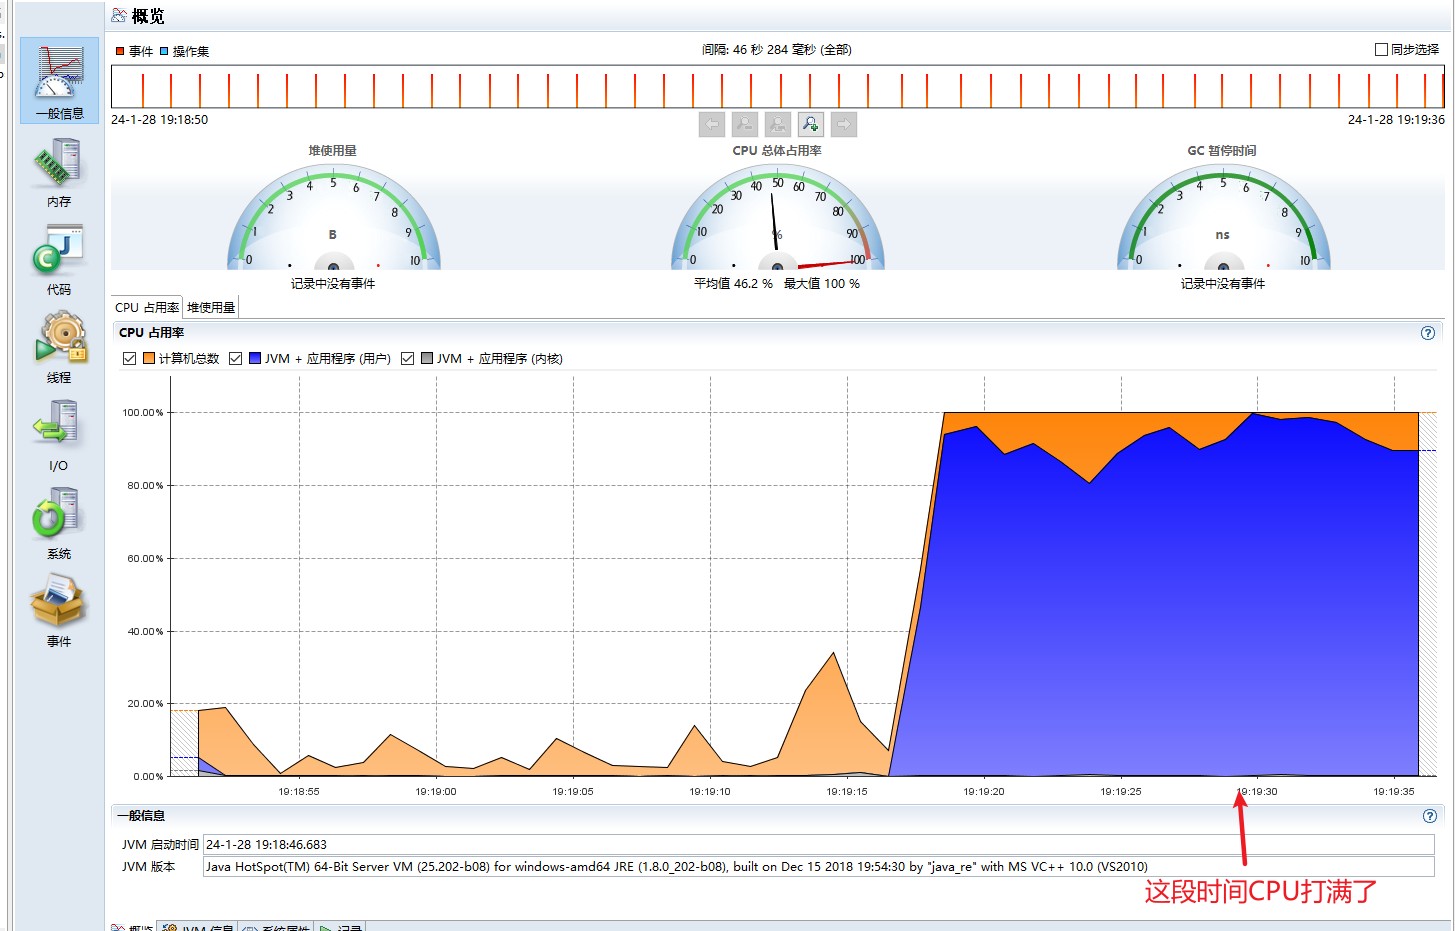 概览
事件 操作集
间隔: 46 秒 284 毫秒 (全部)
同步选择
24-1-28 19:18:50
24-1-28 19:19:36
一般信息
内存
代码
线程
I/O
系统
事件
堆使用量
0 1 2 3 4 5 6 7 8 9 10
B
记录中没有事件
CPU 总体占用率
0 10 20 30 40 50 60 70 80 90 100
%
平均值 46.2 % 最大值 100 %
GC 暂停时间
0 1 2 3 4 5 6 7 8 9 10
ns
记录中没有事件
CPU 占用率 堆使用量
CPU 占用率
计算机总数 JVM + 应用程序 (用户) JVM + 应用程序 (内核)
100.00%
80.00%
60.00%
40.00%
20.00%
0.00%
19:18:55 19:19:00 19:19:05 19:19:10 19:19:15 19:19:20 19:19:25 19:19:30 19:19:35
一般信息
JVM 启动时间 24-1-28 19:18:46.683
JVM 版本 Java HotSpot(TM) 64-Bit Server VM (25.202-b08) for windows-amd64 JRE (1.8.0_202-b08), built on Dec 15 2018 19:54:30 by "java_re" with MS VC++ 10.0 (VS2010)
这段时间CPU打满了
概览 JVM 信息 系统属性 记录